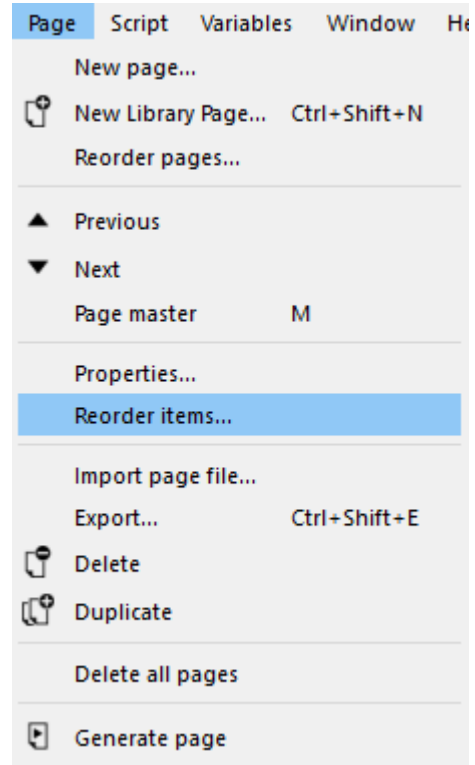 Page Script Variables Window He
New page...
New Library Page... Ctrl+Shift+N
Reorder pages...
Previous
Next
Page master M
Properties...
Reorder items...
Import page file...
Export... Ctrl+Shift+E
Delete
Duplicate
Delete all pages
Generate page